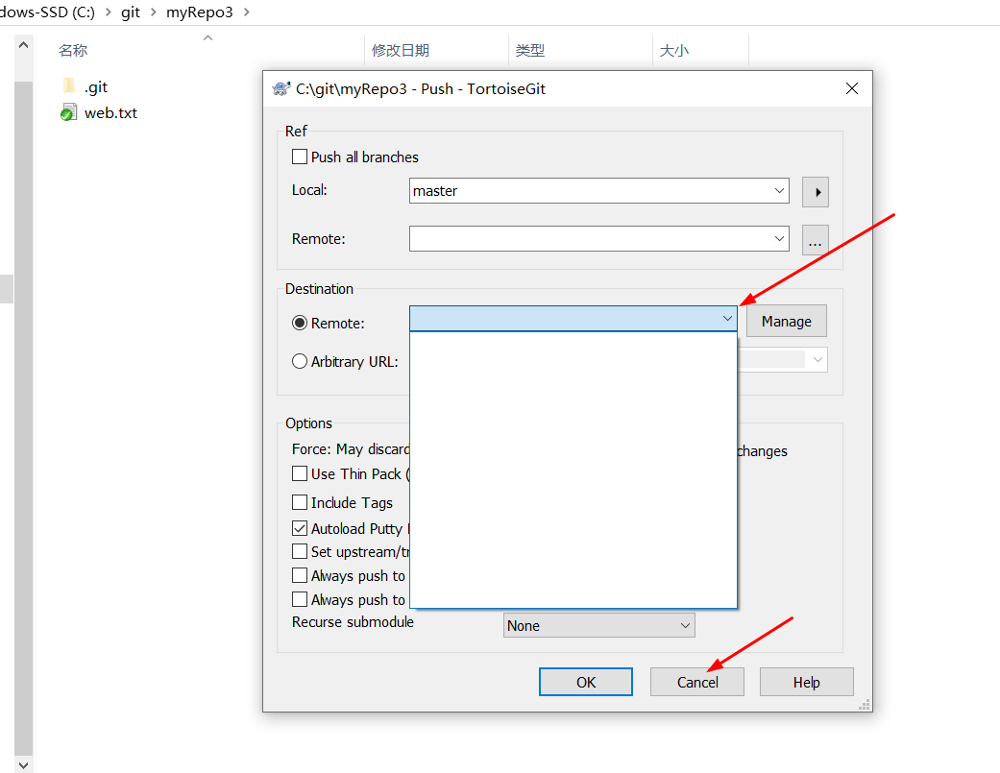 dows-SSD (C:) > git > myRepo3 >
名称 修改日期 类型 大小
.git
web.txt
C:\git\myRepo3 - Push - TortoiseGit
Ref
Push all branches
Local: master
Remote: ...
Destination
Remote: Manage
Arbitrary URL:
Options
Force: May discard changes
Use Thin Pack (
Include Tags
Autoload Putty
Set upstream/tr
Always push to
Always push to
Recurse submodule None
OK Cancel Help